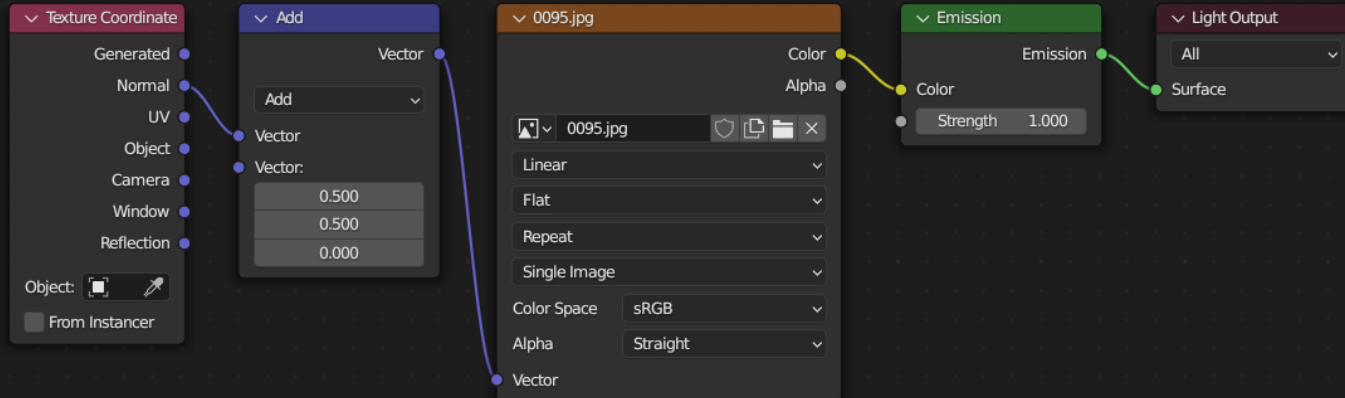 Texture Coordinate
Generated
Normal
UV
Object
Camera
Window
Reflection
Object:
From Instancer
Add
Vector
Add
Vector
Vector:
0.500
0.500
0.000
0095.jpg
Color
Alpha
0095.jpg
Linear
Flat
Repeat
Single Image
Color Space sRGB
Alpha Straight
Vector
Emission
Emission
Color
Strength 1.000
Light Output
All
Surface